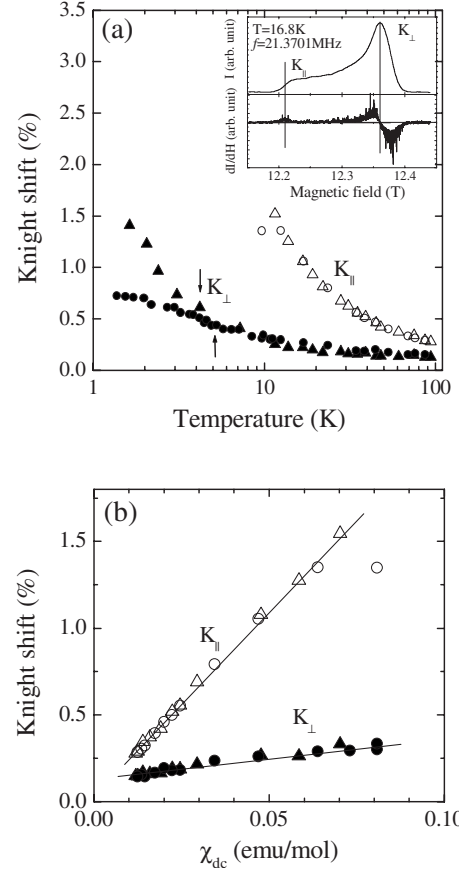 (a)
3.5
3.0
2.5
2.0
1.5
1.0
0.5
0.0
Knight shift (%)
1
10
100
Temperature (K)
K⊥
K∥
T=16.8K
f=21.3701MHz
K∥
K⊥
I (arb. unit)
dI/dH (arb. unit)
12.2
12.3
12.4
Magnetic field (T)
(b)
1.5
1.0
0.5
0.0
Knight shift (%)
K∥
K⊥
0.00
0.05
0.10
χdc (emu/mol)